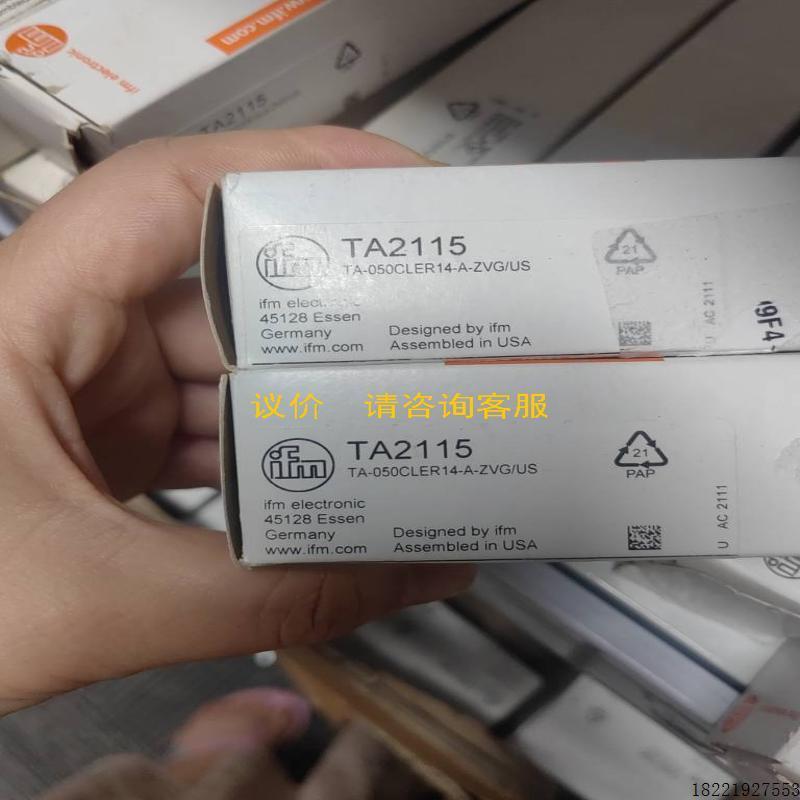 www.ifm.com
ifm
ifm electronic
TA2115
ifm
TA2115
TA-050CLER14-A-ZVG/US
ifm electronic
45128 Essen
Germany
www.ifm.com
Designed by ifm
Assembled in USA
21
PAP
U AC 2111
09F4
议价 请咨询客服
ifm
TA2115
TA-050CLER14-A-ZVG/US
ifm electronic
45128 Essen
Germany
www.ifm.com
Designed by ifm
Assembled in USA
21
PAP
U AC 2111
18221927553